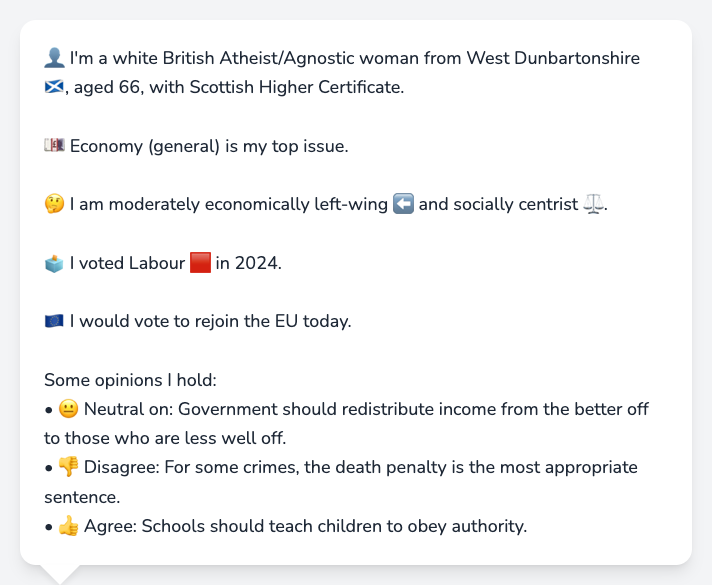 👤 I'm a white British Atheist/Agnostic woman from West Dunbartonshire
🏴󠁧󠁢󠁳󠁣󠁴󠁿, aged 66, with Scottish Higher Certificate.
💷 Economy (general) is my top issue.
🤔 I am moderately economically left-wing ⬅️ and socially centrist ⚖️.
🗳️ I voted Labour 🟥 in 2024.
🇪🇺 I would vote to rejoin the EU today.
Some opinions I hold:
• 😐 Neutral on: Government should redistribute income from the better off
to those who are less well off.
• 👎 Disagree: For some crimes, the death penalty is the most appropriate
sentence.
• 👍 Agree: Schools should teach children to obey authority.